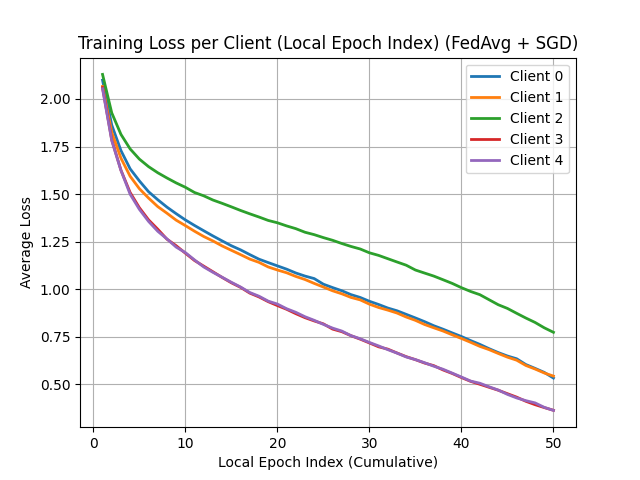 Training Loss per Client (Local Epoch Index) (FedAvg + SGD)
Client 0
Client 1
Client 2
Client 3
Client 4
Average Loss
2.00
1.75
1.50
1.25
1.00
0.75
0.50
0 10 20 30 40 50
Local Epoch Index (Cumulative)